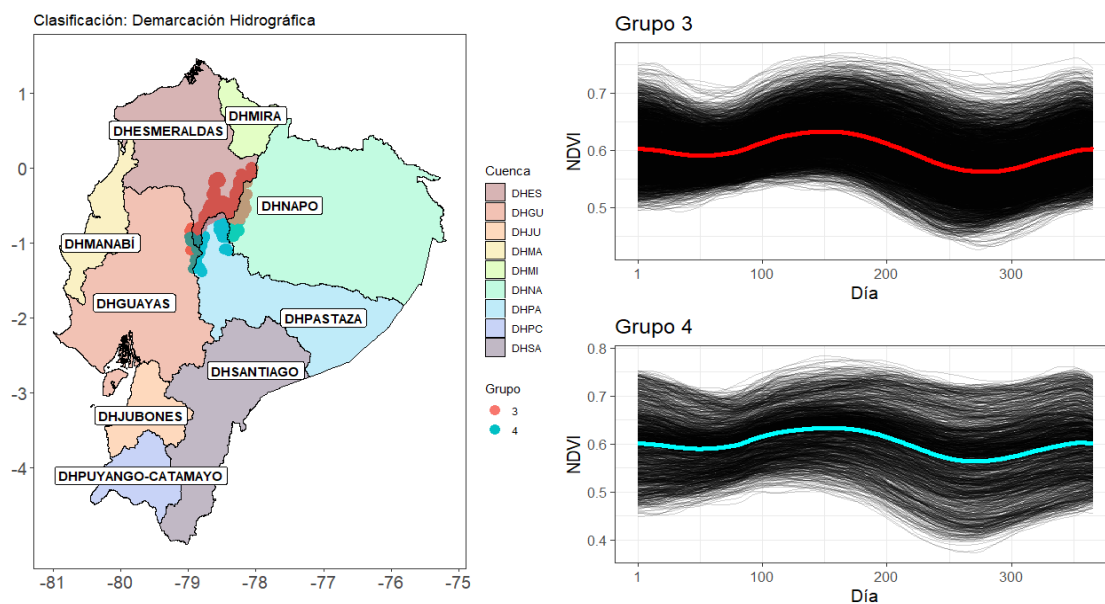 Clasificación: Demarcación Hidrográfica
1
0
-1
-2
-3
-4
-81
-80
-79
-78
-77
-76
-75
DHMIRA
DHESMERALDAS
DHNAPO
DHMANABÍ
DHGUAYAS
DHPASTAZA
DHSANTIAGO
DHJUBONES
DHPUYANGO-CATAMAYO
Cuenca
DHES
DHGU
DHJU
DHMA
DHMI
DHNA
DHPA
DHPC
DHSA
Grupo
3
4
Grupo 3
NDVI
0.7
0.6
0.5
1
100
200
300
Día
Grupo 4
NDVI
0.8
0.7
0.6
0.5
0.4
1
100
200
300
Día